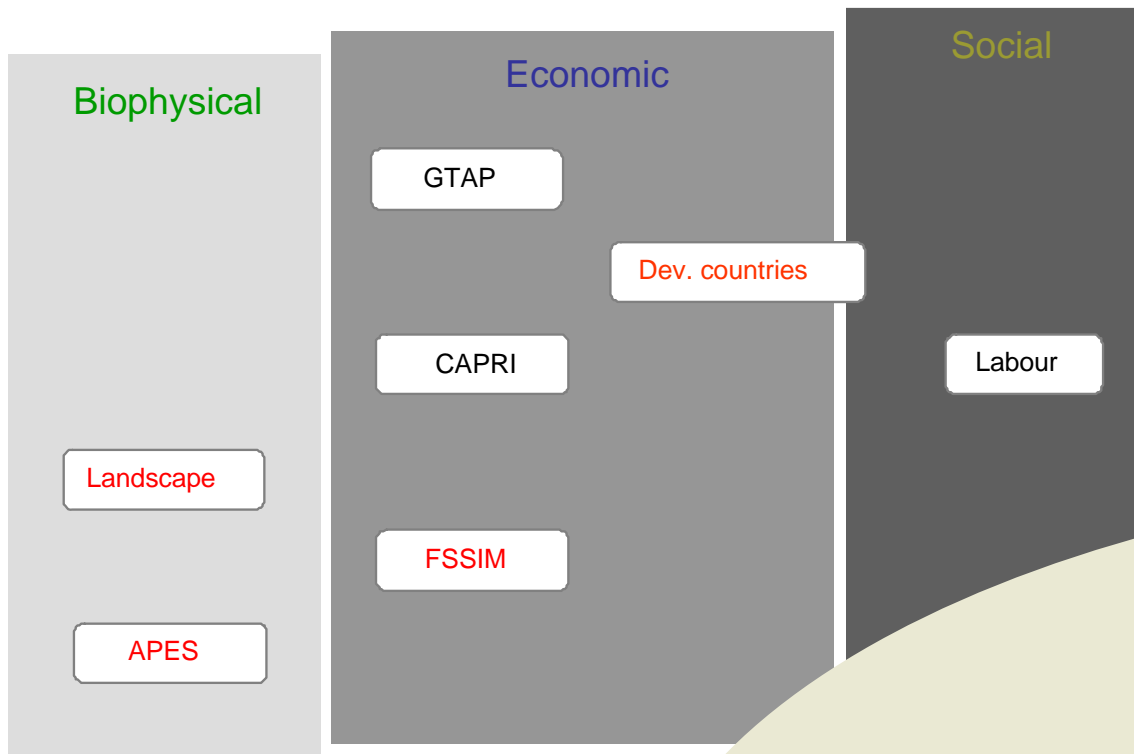 Biophysical
Economic
Social
GTAP
Dev. countries
CAPRI
Labour
Landscape
FSSIM
APES